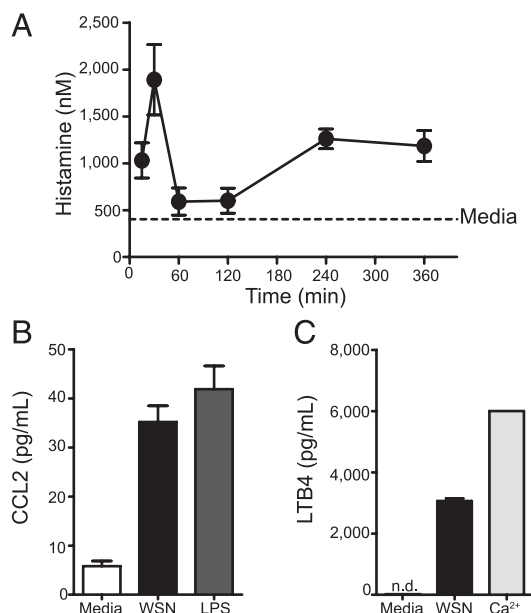 A
Histamine (nM)
2,500
2,000
1,500
1,000
500
0
Media
0 60 120 180 240 300 360
Time (min)
B
CCL2 (pg/mL)
50
40
30
20
10
0
Media WSN LPS
C
LTB4 (pg/mL)
8,000
6,000
4,000
2,000
0
n.d.
Media WSN Ca²⁺